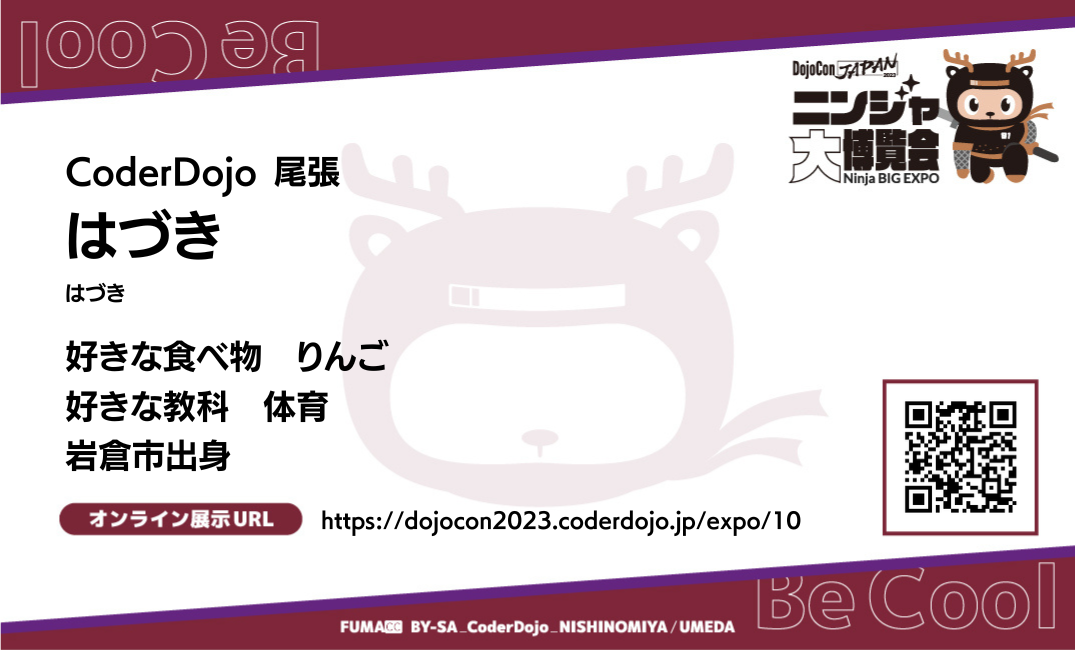 Be Cool
DojoCon JAPAN 2023
ニンジャ
大博覧会
Ninja BIG EXPO
CoderDojo 尾張
はづき
はづき
好きな食べ物　りんご
好きな教科　体育
岩倉市出身
オンライン展示URL https://dojocon2023.coderdojo.jp/expo/10
Be Cool
FUMA CC BY-SA_CoderDojo_NISHINOMIYA/UMEDA